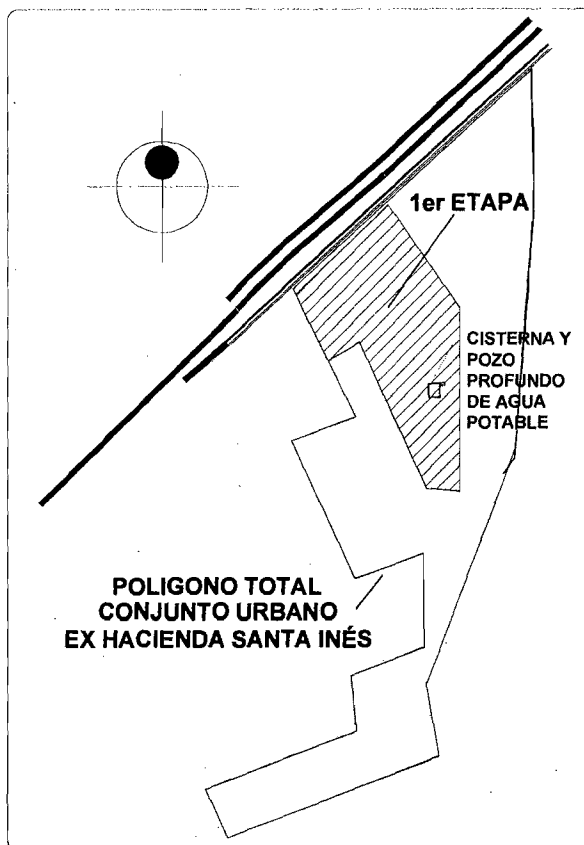 1er ETAPA
CISTERNA Y
POZO
PROFUNDO
DE AGUA
POTABLE
POLIGONO TOTAL
CONJUNTO URBANO
EX HACIENDA SANTA INÉS